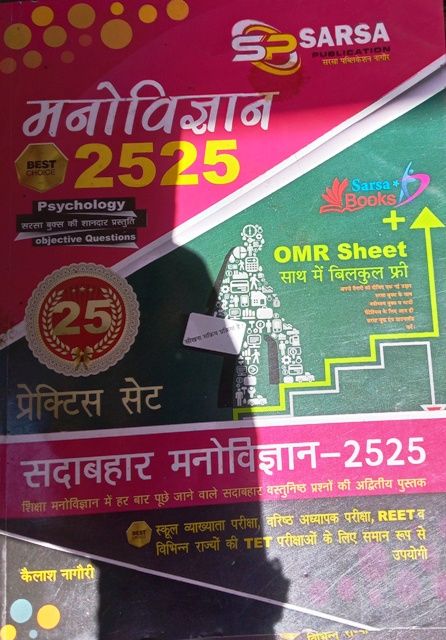 SP SARSA
PUBLICATION
सरसा पब्लिकेशन नागौर
मनोविज्ञान
BEST
CHOICE
2525
Psychology
सरसा बुक्स की शानदार प्रस्तुति
objective Questions
Sarsa
Books
+
OMR Sheet
साथ में बिलकुल फ्री
25
प्रेक्टिस सेट
सदाबहार मनोविज्ञान-2525
शिक्षा मनोविज्ञान में हर बार पूछे जाने वाले सदाबहार वस्तुनिष्ठ प्रश्नों की अद्वितीय पुस्तक
BEST
स्कूल व्याख्याता परीक्षा, वरिष्ठ अध्यापक परीक्षा, REET व
विभिन्न राज्यों की TET परीक्षाओं के लिए समान रूप से
उपयोगी
कैलाश नागौरी